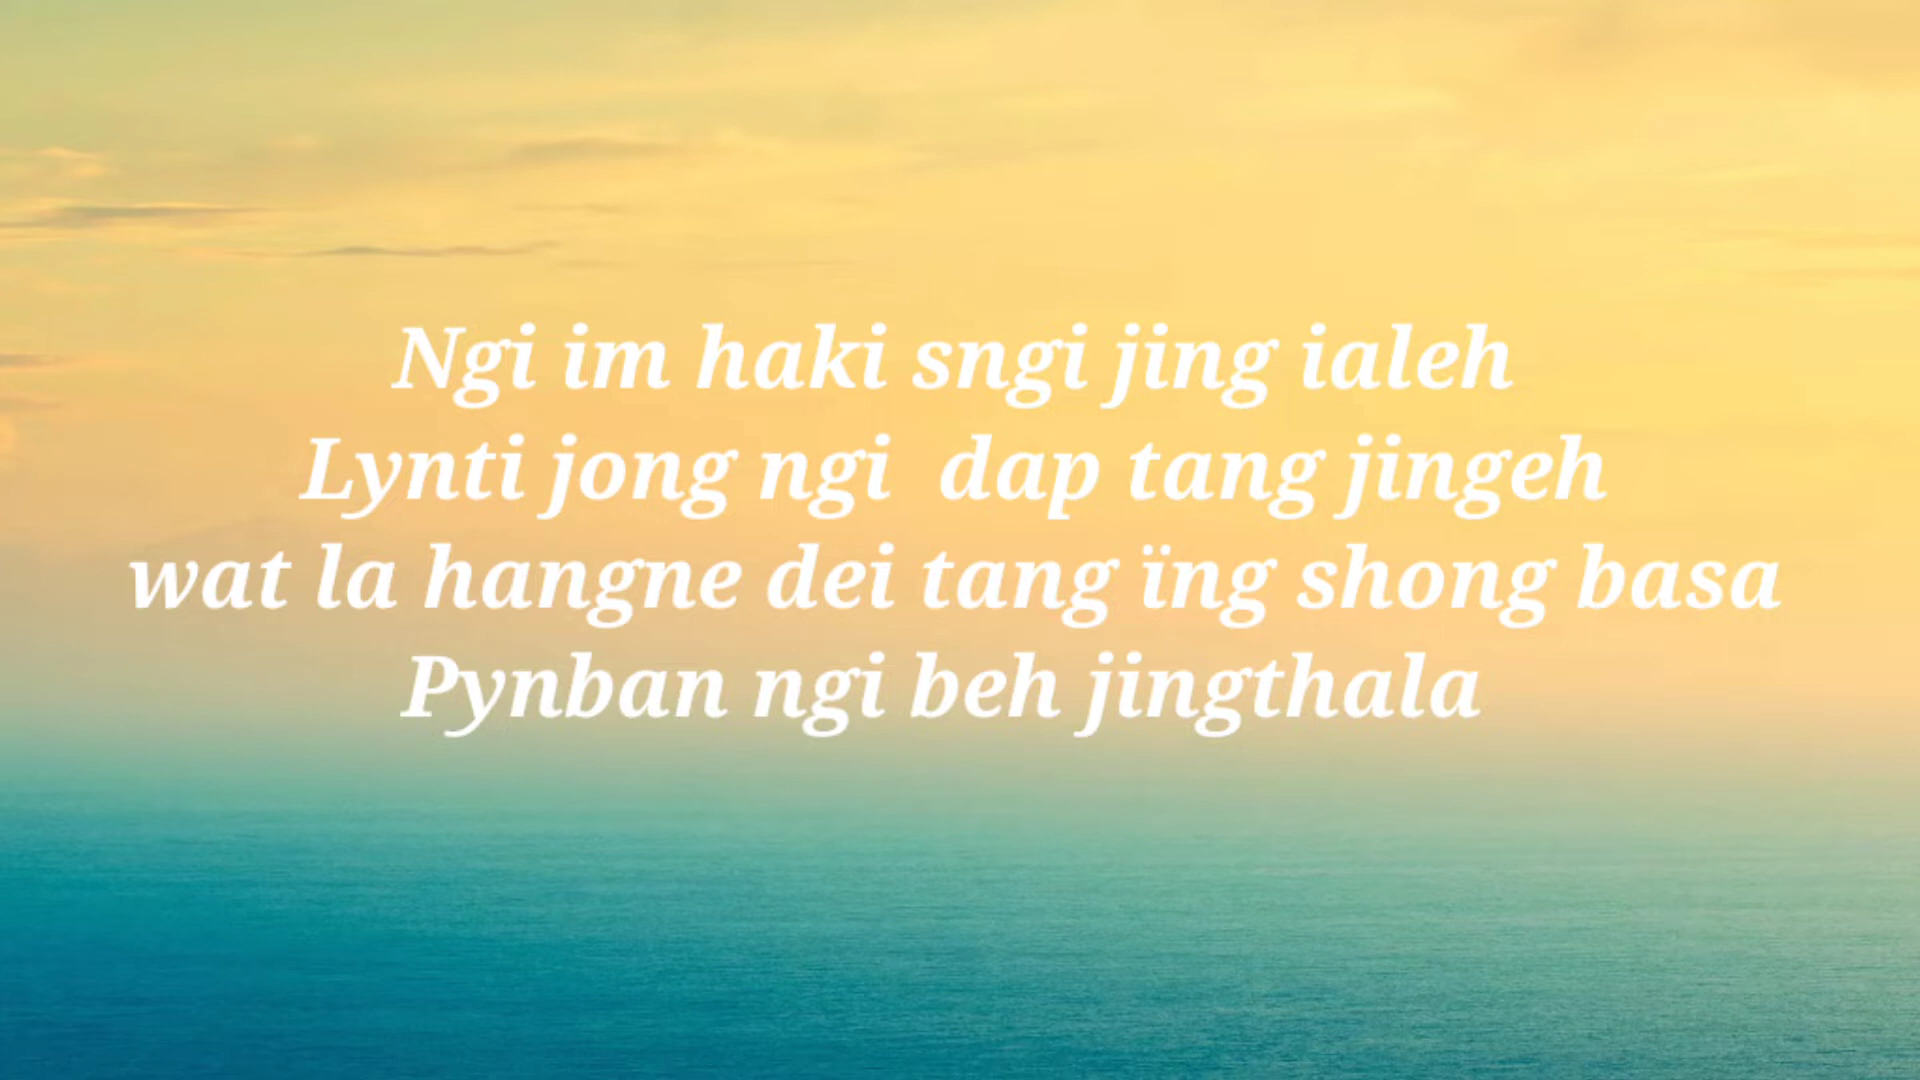 Ngi im haki sngi jing ialeh
Lynti jong ngi  dap tang jingeh
wat la hangne dei tang ïng shong basa
Pynban ngi beh jingthala